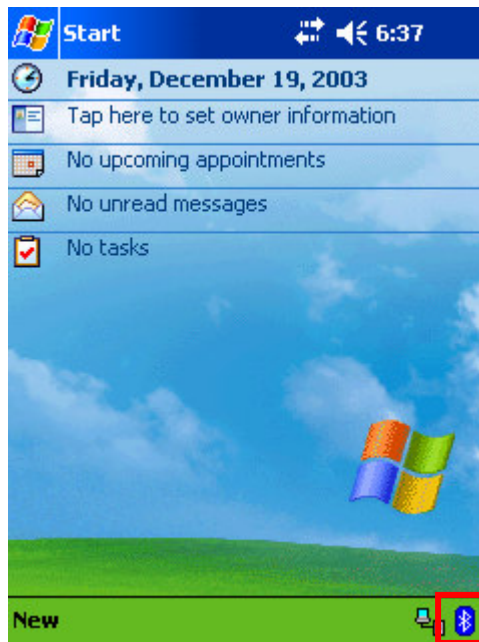 Start 6:37
Friday, December 19, 2003
Tap here to set owner information
No upcoming appointments
No unread messages
No tasks
New